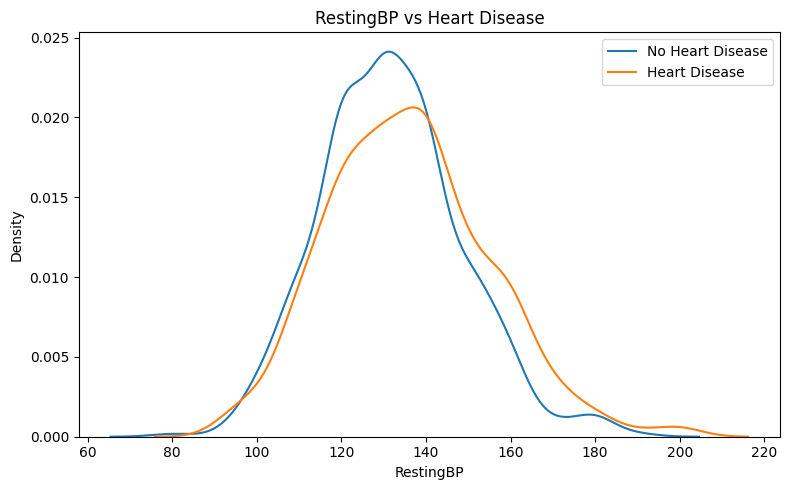 RestingBP vs Heart Disease
No Heart Disease
Heart Disease
Density
0.025
0.020
0.015
0.010
0.005
0.000
60 80 100 120 140 160 180 200 220
RestingBP